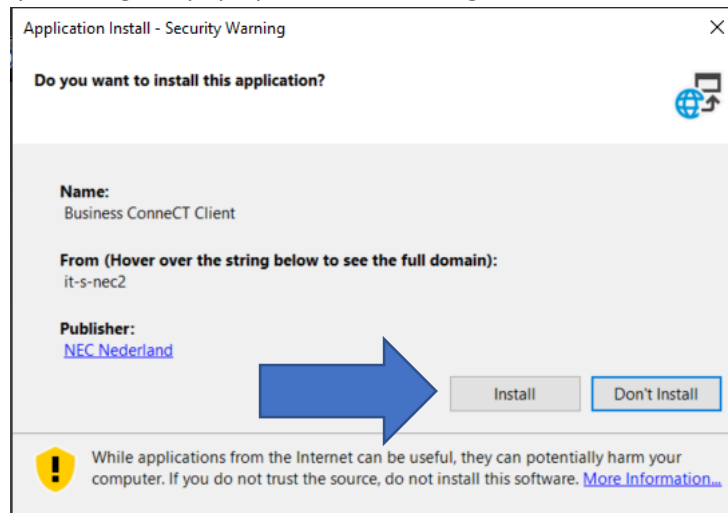 Application Install - Security Warning
Do you want to install this application?
Name:
Business ConneCT Client
From (Hover over the string below to see the full domain):
it-s-nec2
Publisher:
NEC Nederland
Install
Don't Install
While applications from the Internet can be useful, they can potentially harm your
computer. If you do not trust the source, do not install this software. More Information...